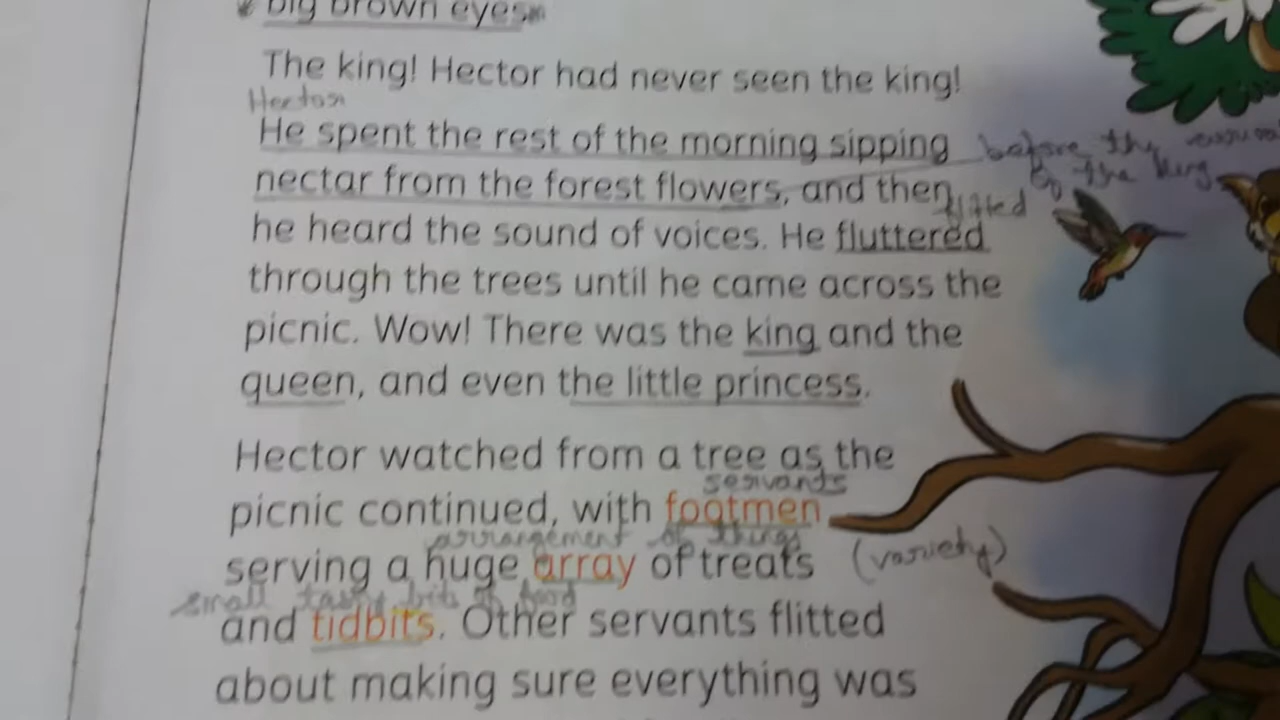 big brown eyes
The king! Hector had never seen the king!
Hector
He spent the rest of the morning sipping
before the
nectar from the forest flowers, and then
of the king
flitted
he heard the sound of voices. He fluttered
through the trees until he came across the
picnic. Wow! There was the king and the
queen, and even the little princess.
Hector watched from a tree as the
servants
picnic continued, with footmen
arrangement of things
serving a huge array of treats (variety)
small tasty bits of food
and tidbits. Other servants flitted
about making sure everything was